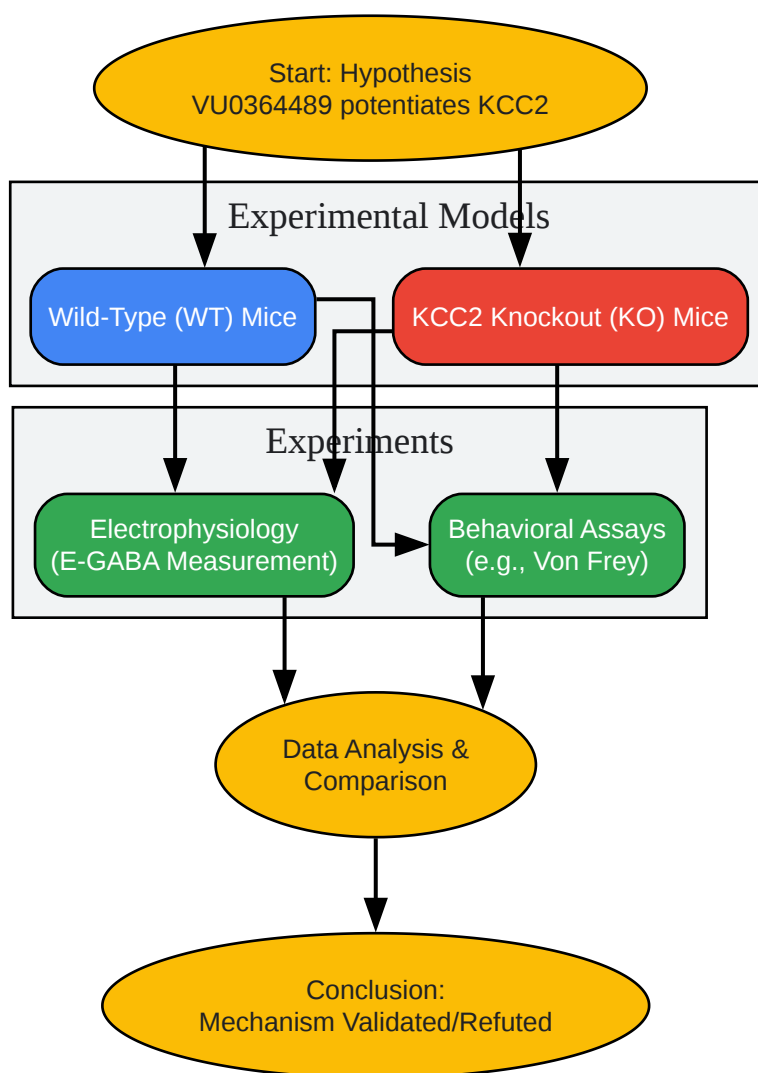 Start: Hypothesis
VU0364489 potentiates KCC2
Experimental Models
Wild-Type (WT) Mice
KCC2 Knockout (KO) Mice
Experiments
Electrophysiology
(E-GABA Measurement)
Behavioral Assays
(e.g., Von Frey)
Data Analysis &
Comparison
Conclusion:
Mechanism Validated/Refuted